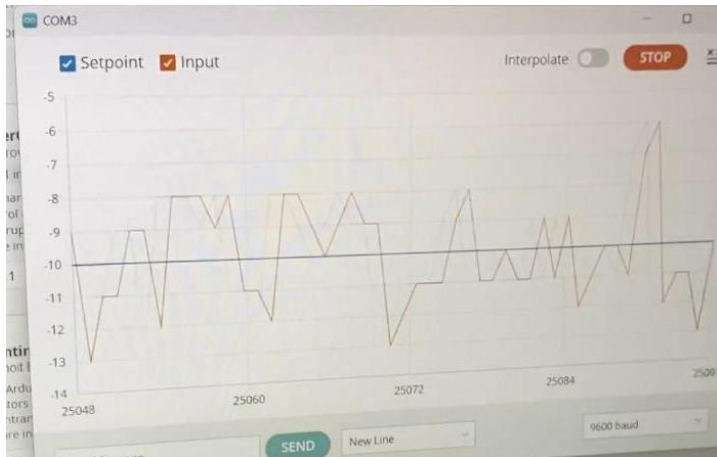 COM3
Setpoint Input
Interpolate STOP
-5
-6
-7
-8
-9
-10
-11
-12
-13
-14
25048 25060 25072 25084
SEND New Line 9600 baud